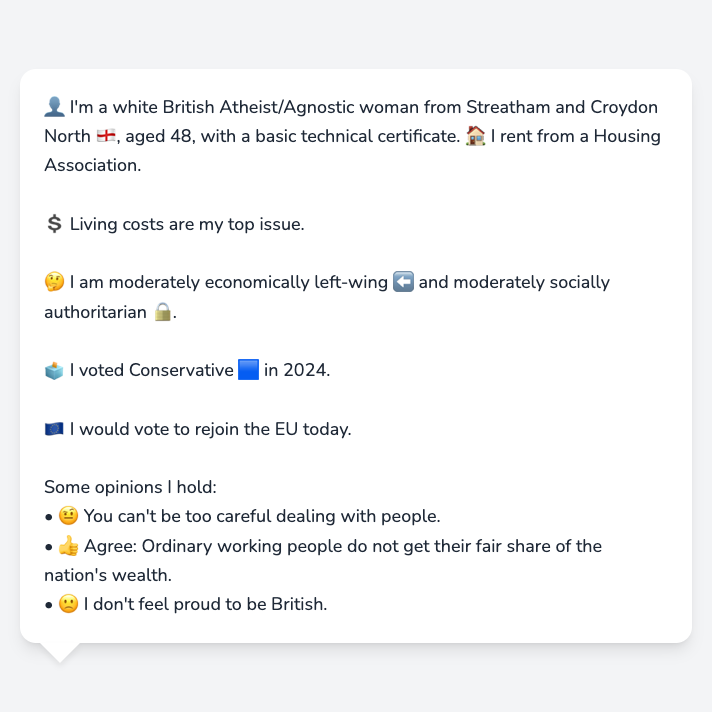 👤 I'm a white British Atheist/Agnostic woman from Streatham and Croydon
North 🏴󠁧󠁢󠁥󠁮󠁧󠁿, aged 48, with a basic technical certificate. 🏠 I rent from a Housing
Association.
💲 Living costs are my top issue.
🤔 I am moderately economically left-wing ⬅️ and moderately socially
authoritarian 🔒.
🗳️ I voted Conservative 🟦 in 2024.
🇪🇺 I would vote to rejoin the EU today.
Some opinions I hold:
• 🤨 You can't be too careful dealing with people.
• 👍 Agree: Ordinary working people do not get their fair share of the
nation's wealth.
• 🙁 I don't feel proud to be British.